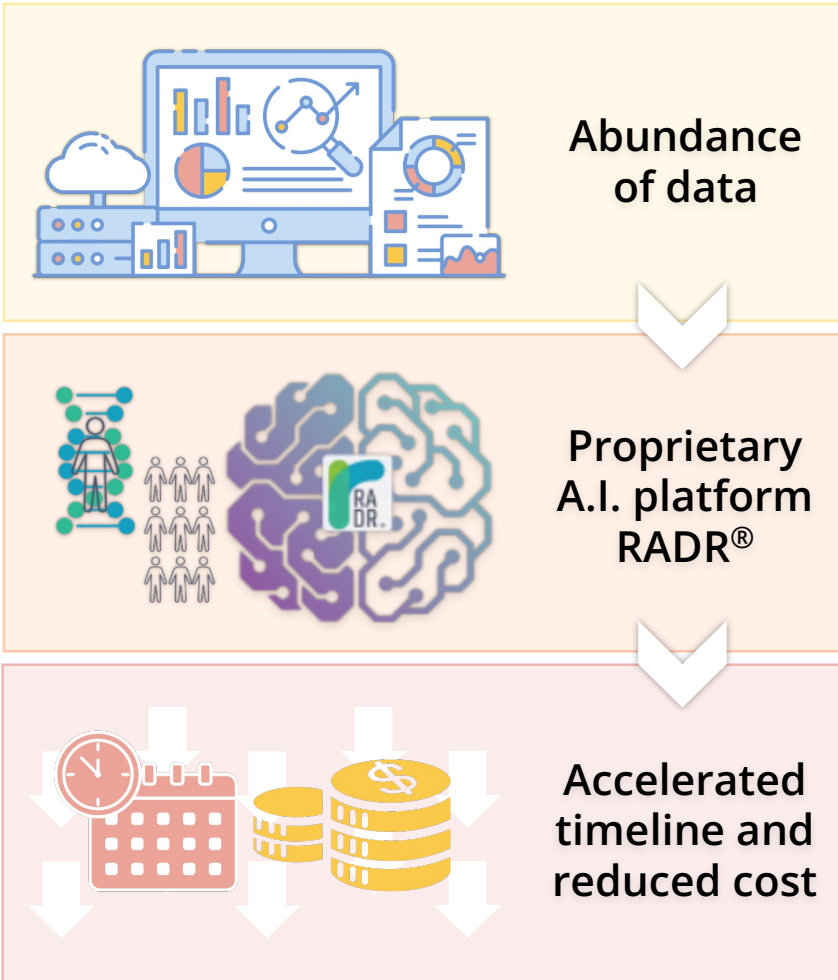 Abundance
of data
RA
DR®
Proprietary
A.I. platform
RADR®
$
Accelerated
timeline and
reduced cost